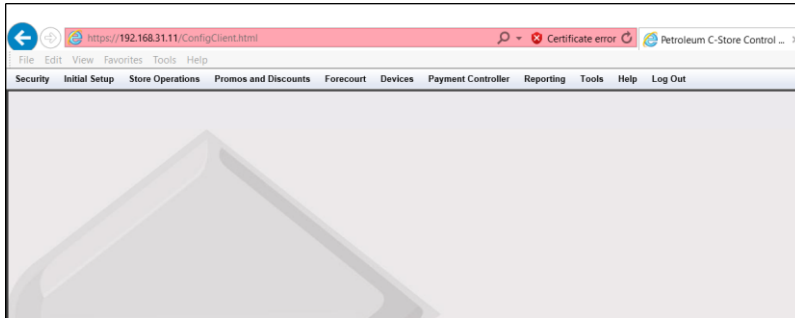 https://192.168.31.11/ConfigClient.html Certificate error Petroleum C-Store Control ...
File Edit View Favorites Tools Help
Security Initial Setup Store Operations Promos and Discounts Forecourt Devices Payment Controller Reporting Tools Help Log Out